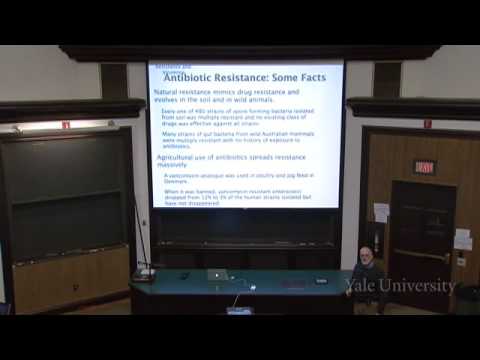 Resistance and
Antibiotic Resistance: Some Facts
Natural resistance mimics drug resistance and
evolves in the soil and in wild animals.
Every one of 480 strains of spore forming bacteria isolated
from soil was multiply resistant and no existing class of
drugs was effective against all strains.
Many strains of gut bacteria from wild Australian mammals
were multiply resistant with no history of exposure to
antibiotics.
Agricultural use of antibiotics spreads resistance
massively
A vancomycin analogue was used in poultry and pig feed in
Denmark.
When it was banned, vancomycin resistant enterococci
dropped from 12% to 3% of the human strains isolated but
have not disappeared.
EXIT
Yale University